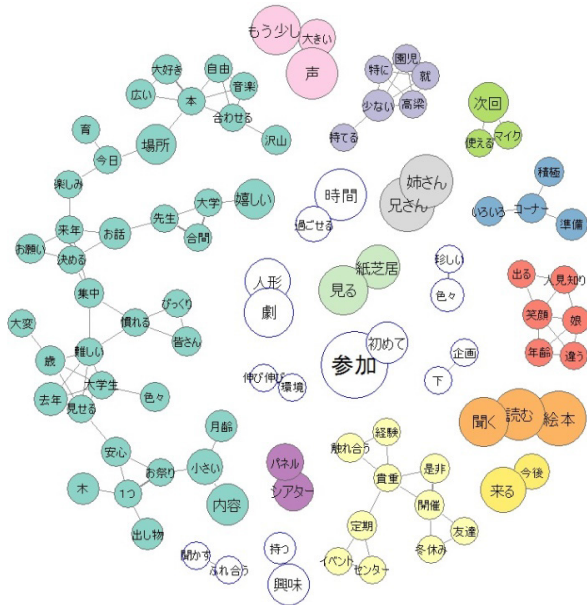 もう少し
大きい
声
大好き
自由
広い
本
音楽
合わせる
沢山
場所
育
今日
楽しみ
特に
園児
就
少ない
高梁
持てる
次回
使える
マイク
積極
いろいろ
コーナー
準備
時間
過ごせる
姉さん
兄さん
来年
お話
先生
大学
嬉しい
合間
お願い
決める
集中
慣れる
びっくり
皆さん
大変
難しい
歳
大学生
去年
見せる
色々
人形
劇
紙芝居
見る
珍しい
色々
出る
人見知り
笑顔
娘
年齢
違う
参加
初めて
企画
下
伸び伸び
環境
聞く
読む
絵本
安心
月齢
お祭り
小さい
木
1つ
内容
出し物
パネル
シアター
経験
触れ合う
貴重
是非
開催
定期
友達
冬休み
イベント
センター
今後
来る
聞かす
ふれ合う
持つ
興味